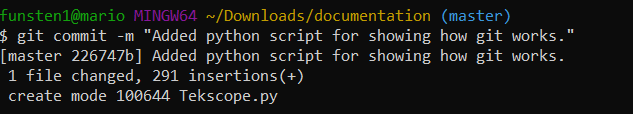 funsten1@mario MINGW64 ~/Downloads/documentation (master)
$ git commit -m "Added python script for showing how git works."
[master 226747b] Added python script for showing how git works.
 1 file changed, 291 insertions(+)
 create mode 100644 Tekscope.py